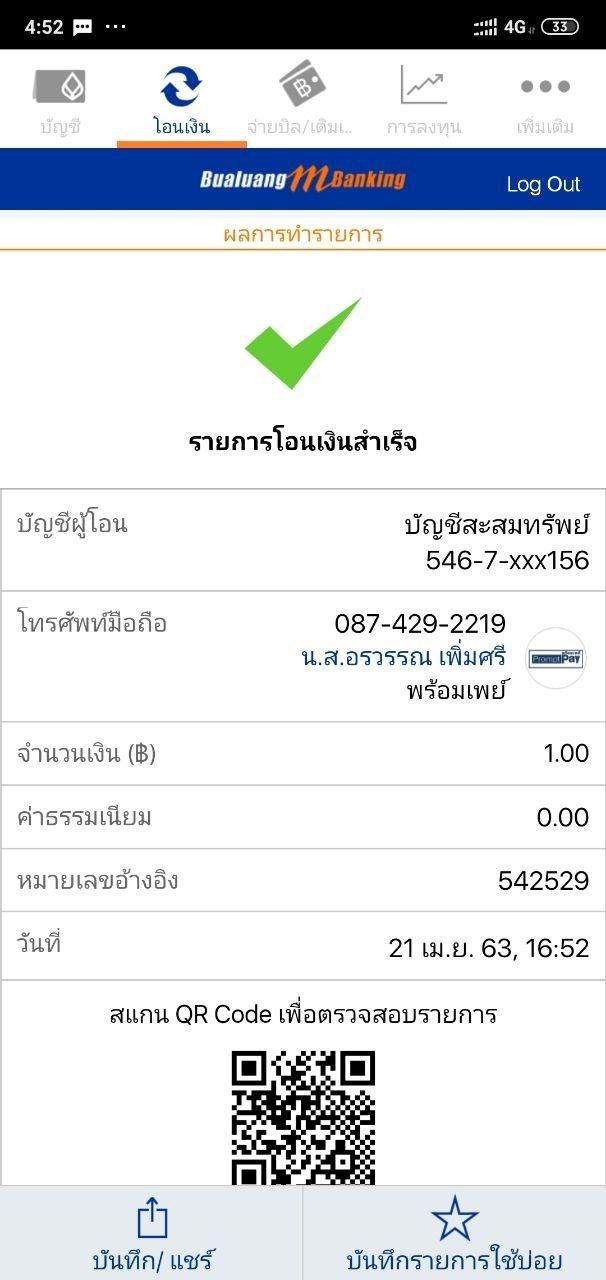 4:52 ... 4G 33
บัญชี โอนเงิน จ่ายบิล/เติมเ.. การลงทุน เพิ่มเติม
Bualuang mBanking Log Out
ผลการทำรายการ
รายการโอนเงินสำเร็จ
บัญชีผู้โอน บัญชีสะสมทรัพย์
546-7-xxx156
โทรศัพท์มือถือ 087-429-2219
น.ส.อรวรรณ เพิ่มศรี PromptPay
พร้อมเพย์
จำนวนเงิน (฿) 1.00
ค่าธรรมเนียม 0.00
หมายเลขอ้างอิง 542529
วันที่ 21 เม.ย. 63, 16:52
สแกน QR Code เพื่อตรวจสอบรายการ
บันทึก/ แชร์ บันทึกรายการใช้บ่อย